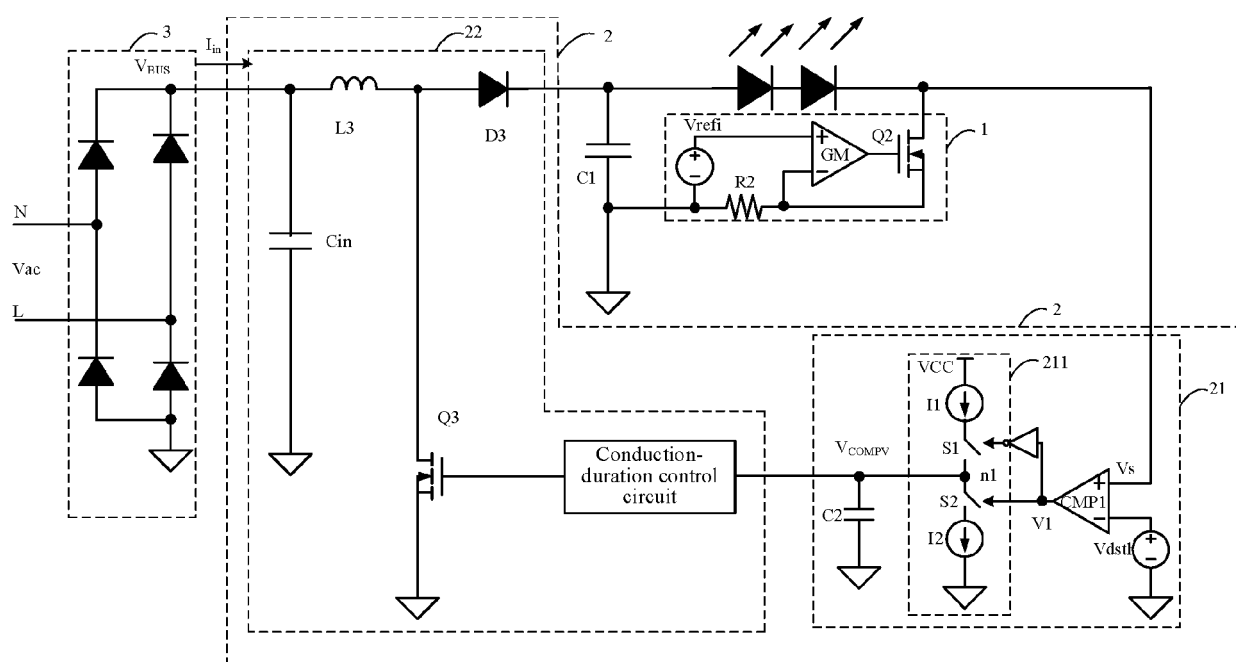 3
I_in
22
2
V_BUS
L3
D3
C1
Vrefi
+
-
R2
+
-
GM
Q2
1
N
Vac
L
Cin
2
Q3
Conduction-
duration control
circuit
V_COMPV
C2
VCC
211
I1
S1
n1
S2
I2
V1
CMP1
+
-
Vs
21
Vdsth
+
-